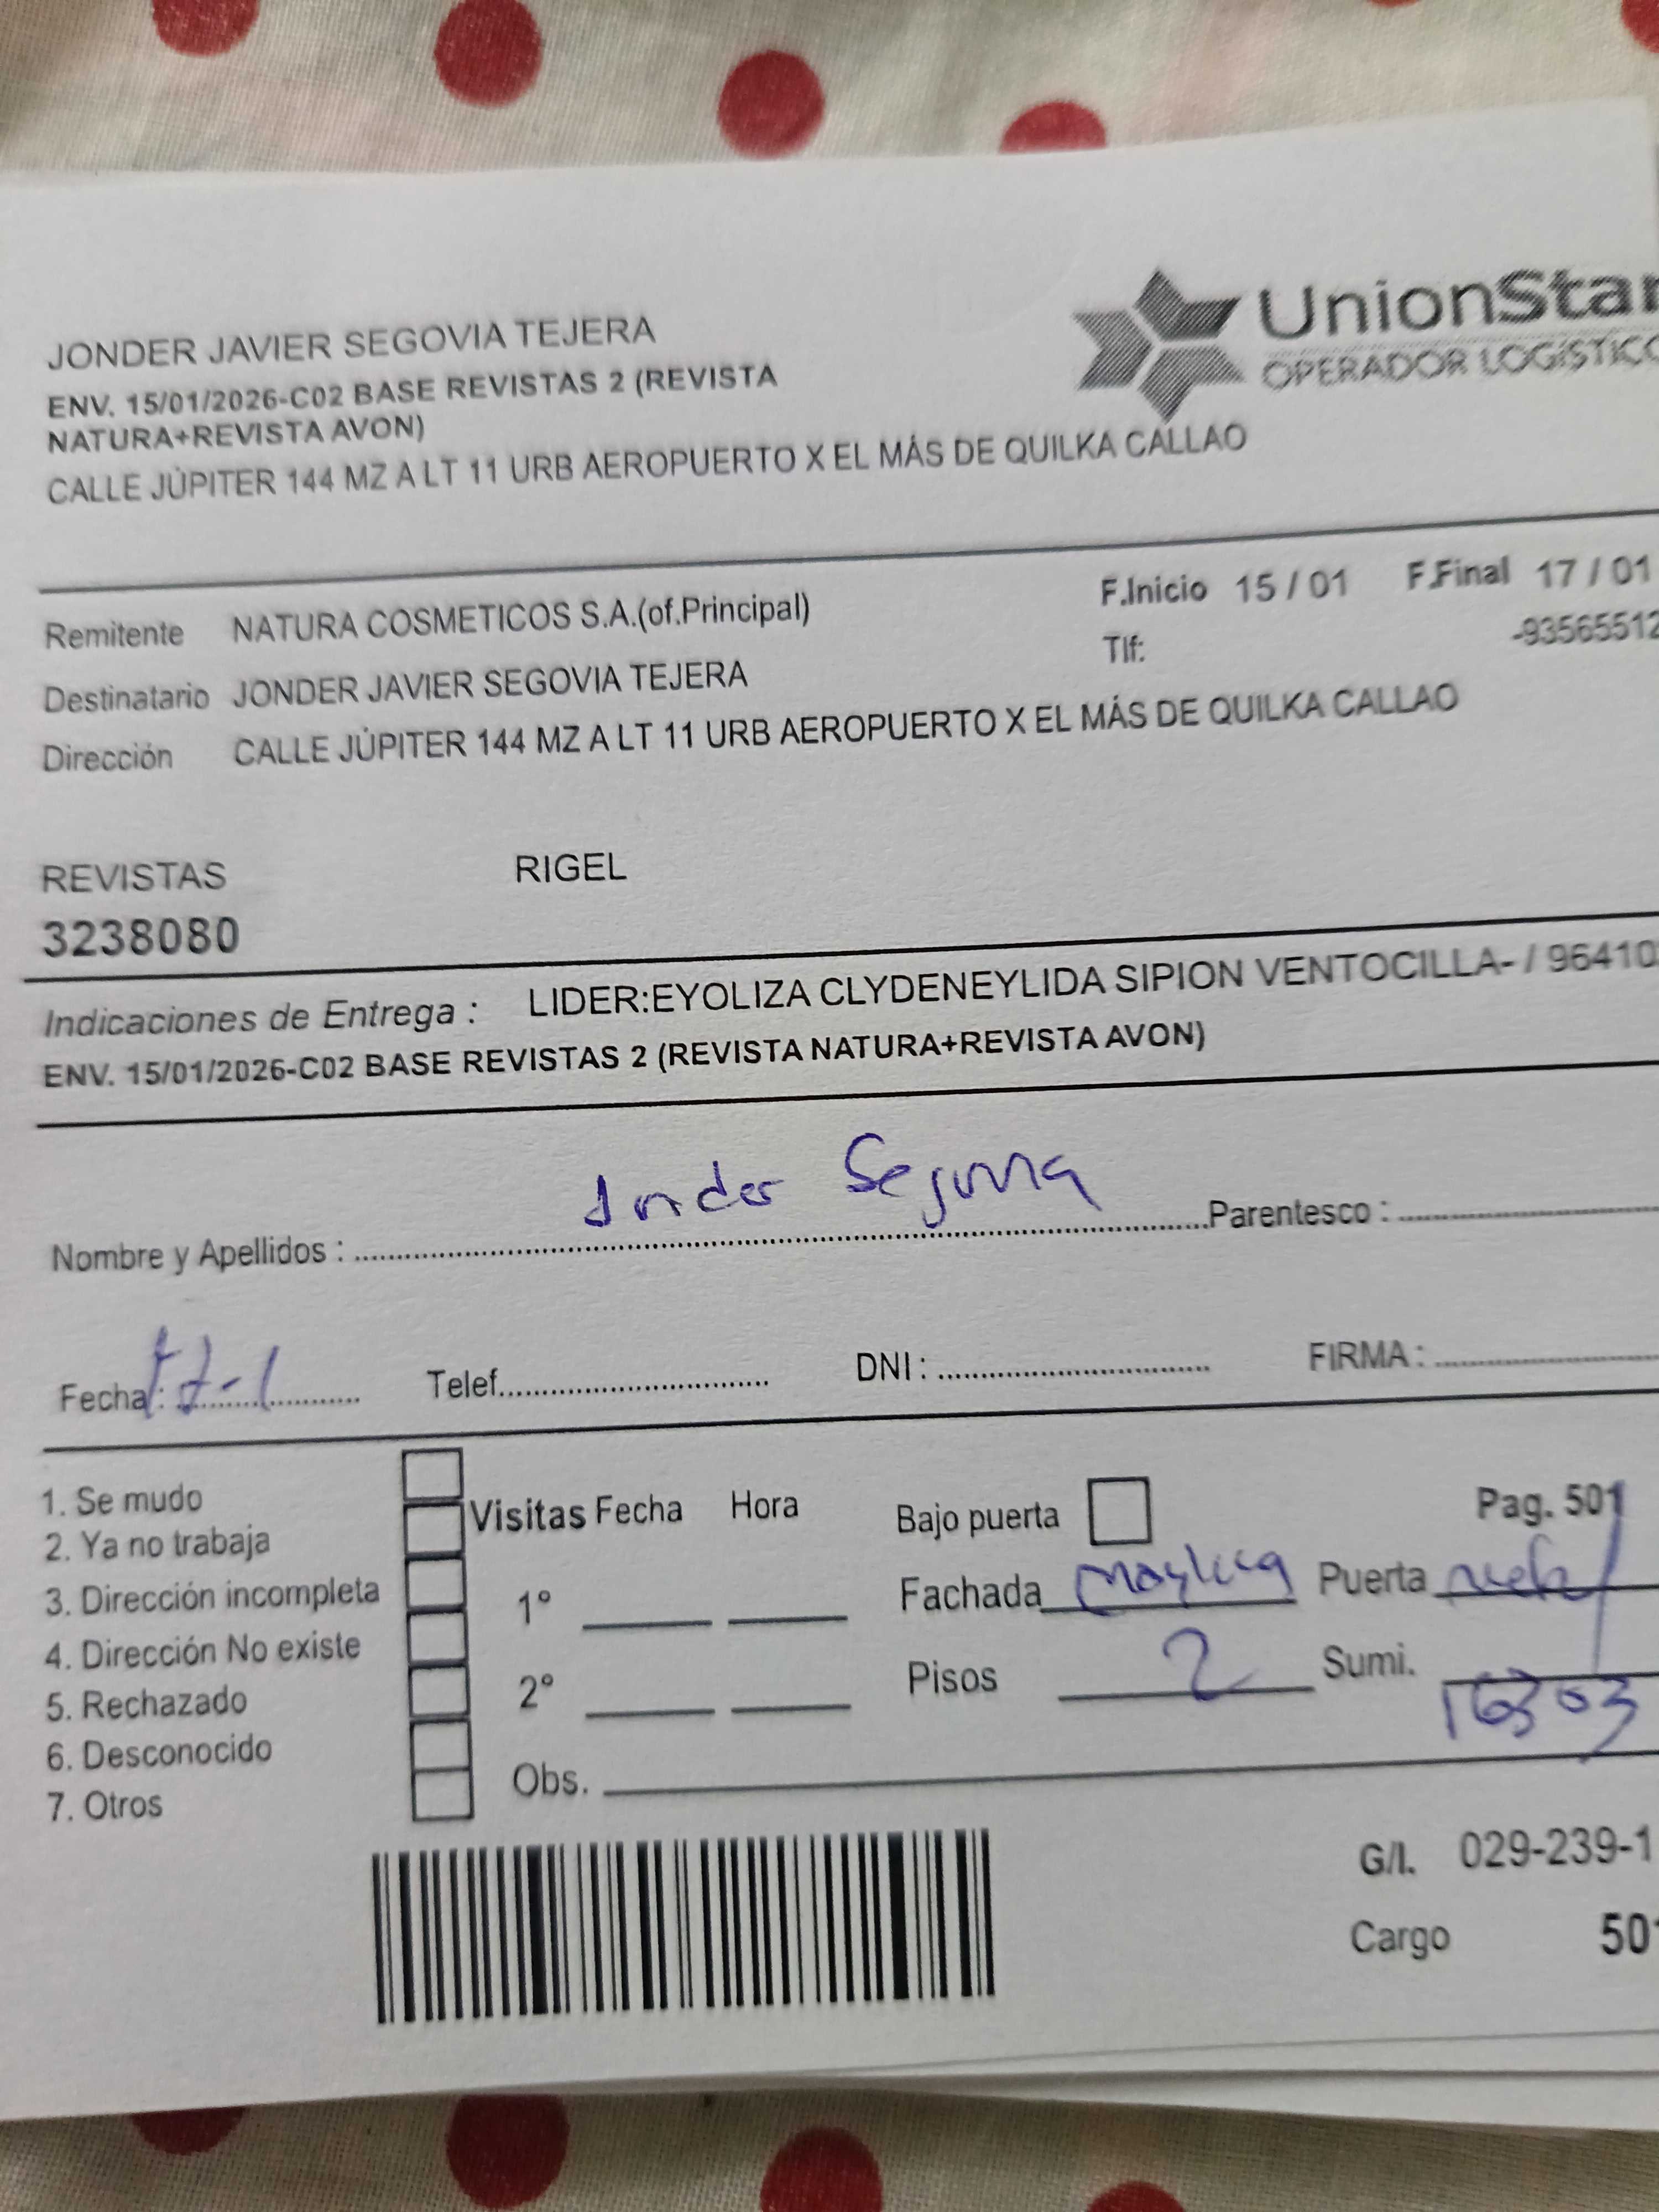 UnionStar
OPERADOR LOGÍSTICO
JONDER JAVIER SEGOVIA TEJERA
ENV. 15/01/2026-C02 BASE REVISTAS 2 (REVISTA
NATURA+REVISTA AVON)
CALLE JÚPITER 144 MZ A LT 11 URB AEROPUERTO X EL MÁS DE QUILKA CALLAO
Remitente NATURA COSMETICOS S.A.(of.Principal) F.Inicio 15 / 01 F.Final 17 / 01
Tlf: -93565512
Destinatario JONDER JAVIER SEGOVIA TEJERA
Dirección CALLE JÚPITER 144 MZ A LT 11 URB AEROPUERTO X EL MÁS DE QUILKA CALLAO
REVISTAS RIGEL
3238080
Indicaciones de Entrega : LIDER:EYOLIZA CLYDENEYLIDA SIPION VENTOCILLA- / 96410
ENV. 15/01/2026-C02 BASE REVISTAS 2 (REVISTA NATURA+REVISTA AVON)
Jonder Segovia
Nombre y Apellidos : Parentesco :
Fecha : 17-1 Telef. DNI : FIRMA :
1. Se mudo
2. Ya no trabaja
3. Dirección incompleta
4. Dirección No existe
5. Rechazado
6. Desconocido
7. Otros
Visitas Fecha Hora
1°
2°
Obs.
Bajo puerta Pag. 501
Fachada Puerta
Pisos 2 Sumi.
16303
G/I. 029-239-1
Cargo 501